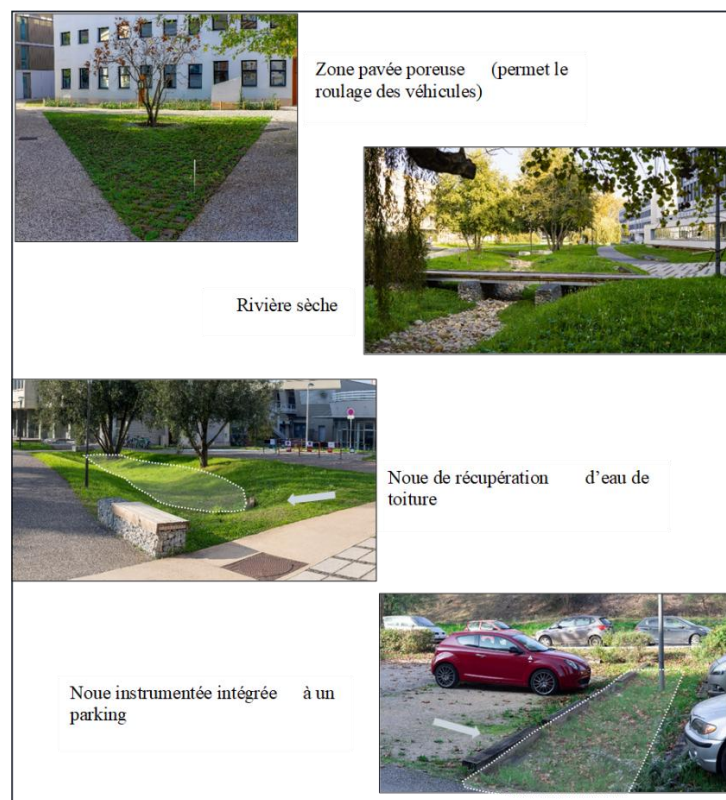 Zone pavée poreuse (permet le
roulage des véhicules)
Rivière sèche
Noue de récupération d’eau de
toiture
Noue instrumentée intégrée à un
parking